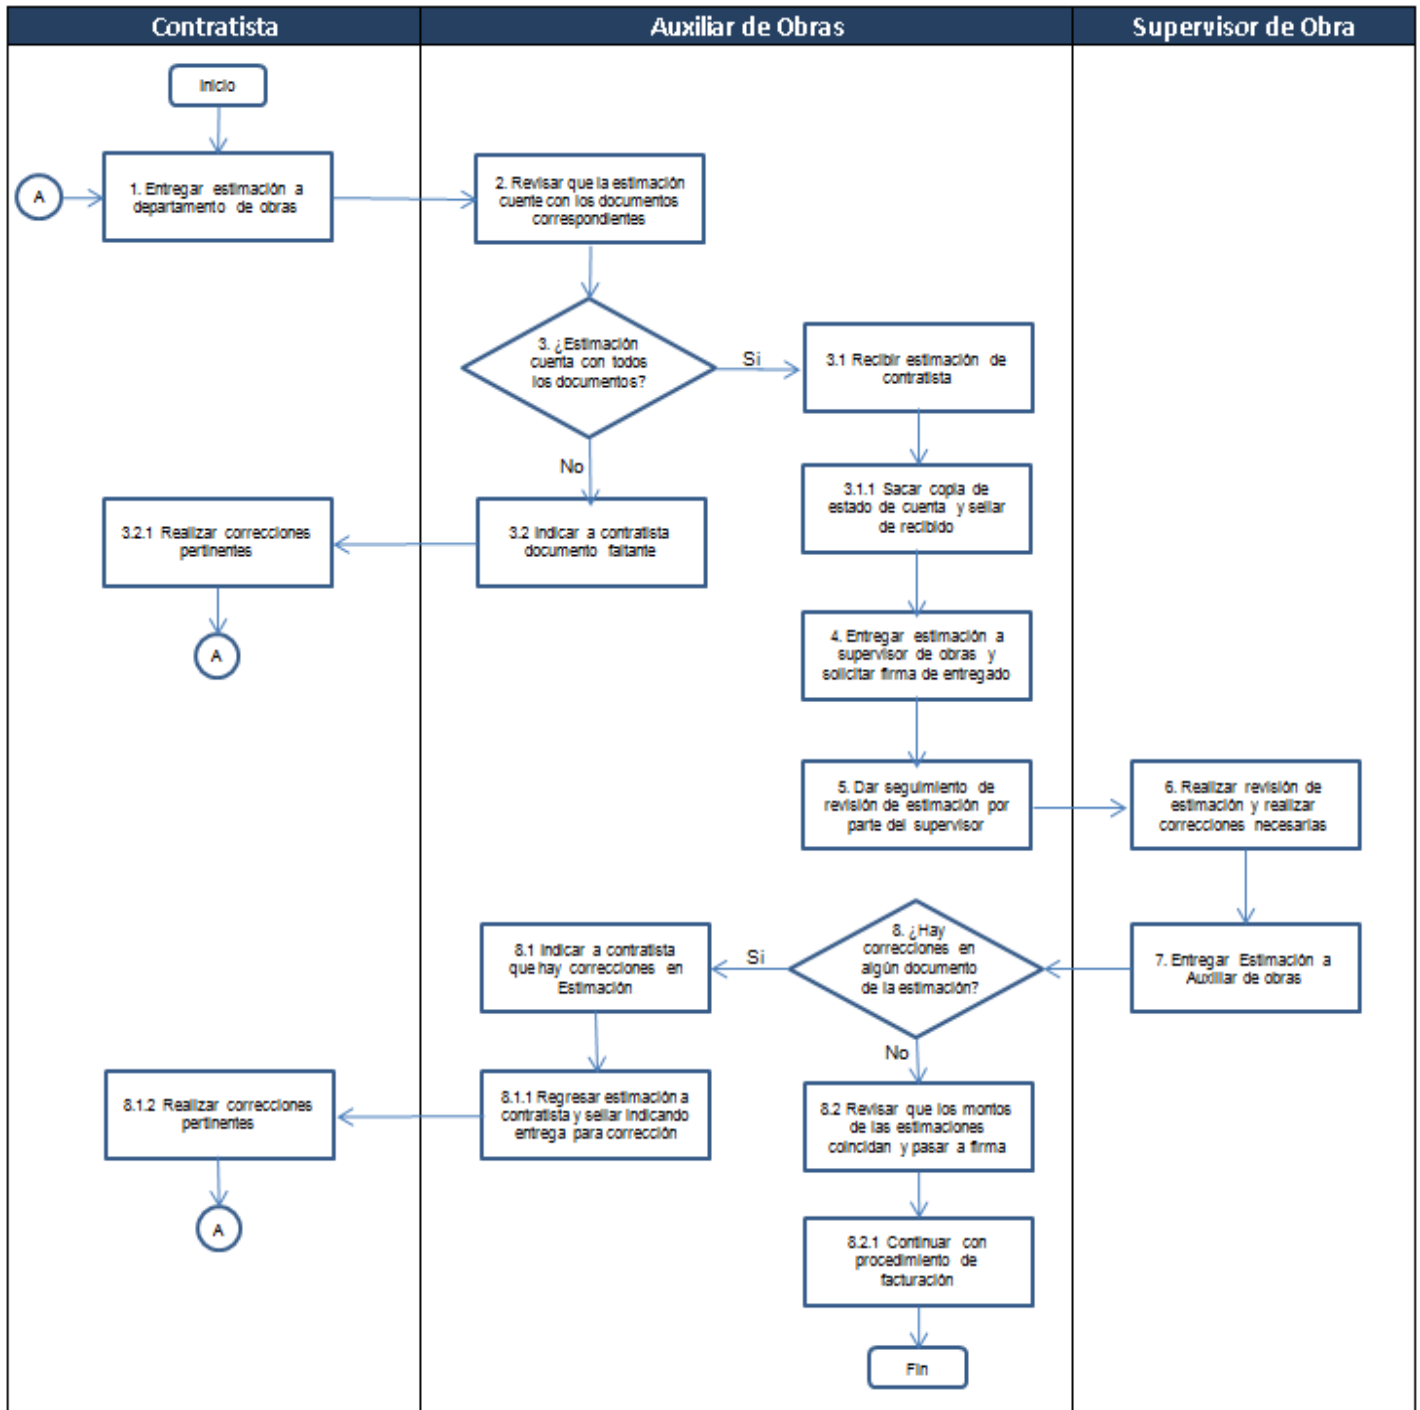 Contratista
Auxiliar de Obras
Supervisor de Obra
Inicio
A
1. Entregar estimación a
departamento de obras
2. Revisar que la estimación
cuente con los documentos
correspondientes
3. ¿Estimación
cuenta con todos
los documentos?
Si
3.1 Recibir estimación de
contratista
No
3.1.1 Sacar copia de
estado de cuenta y sellar
de recibido
3.2.1 Realizar correcciones
pertinentes
3.2 Indicar a contratista
documento faltante
A
4. Entregar estimación a
supervisor de obras y
solicitar firma de entregado
5. Dar seguimiento de
revisión de estimación por
parte del supervisor
6. Realizar revisión de
estimación y realizar
correcciones necesarias
8.1 Indicar a contratista
que hay correcciones en
Estimación
Si
8. ¿Hay
correcciones en
algún documento
de la estimación?
7. Entregar Estimación a
Auxiliar de obras
No
8.1.2 Realizar correcciones
pertinentes
8.1.1 Regresar estimación a
contratista y sellar indicando
entrega para corrección
8.2 Revisar que los montos
de las estimaciones
coincidan y pasar a firma
A
8.2.1 Continuar con
procedimiento de
facturación
Fin